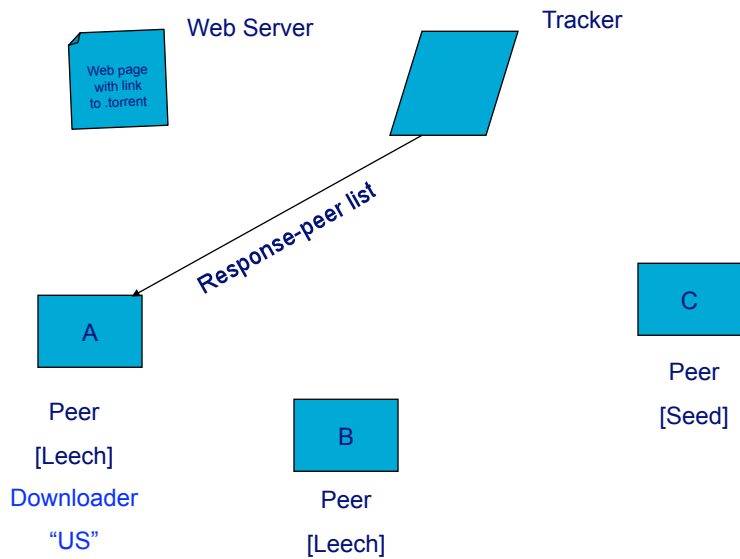 Web Server
Tracker
Web page
with link
to .torrent
Response-peer list
A
Peer
[Leech]
Downloader
“US”
B
Peer
[Leech]
C
Peer
[Seed]